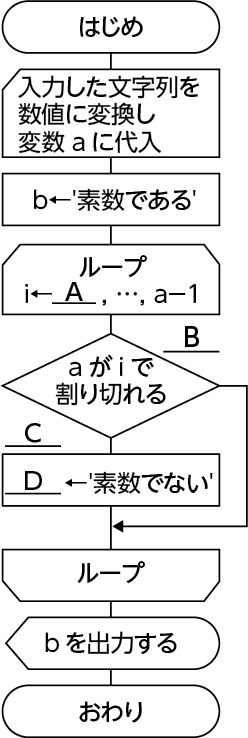 はじめ
入力した文字列を
数値に変換し
変数 a に代入
b←'素数である'
ループ
i← A , …, a－1
B
a が i で
割り切れる
C
D ←'素数でない'
ループ
b を出力する
おわり